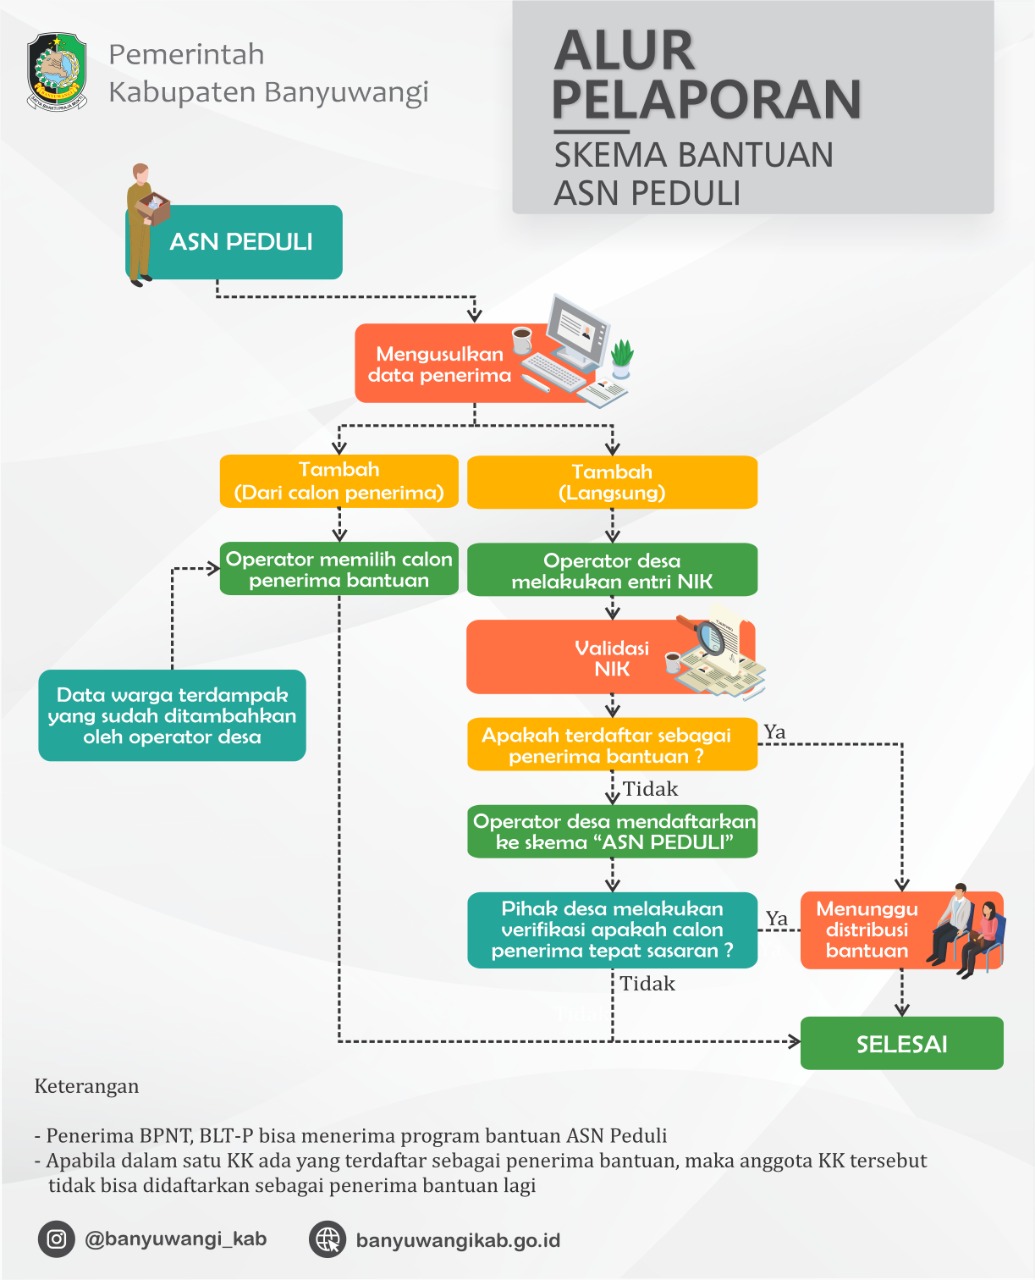 Pemerintah
Kabupaten Banyuwangi
ALUR
PELAPORAN
SKEMA BANTUAN
ASN PEDULI
ASN PEDULI
Mengusulkan
data penerima
Tambah
(Dari calon penerima)
Tambah
(Langsung)
Operator memilih calon
penerima bantuan
Operator desa
melakukan entri NIK
Validasi
NIK
Data warga terdampak
yang sudah ditambahkan
oleh operator desa
Apakah terdaftar sebagai
penerima bantuan ?
Ya
Tidak
Operator desa mendaftarkan
ke skema “ASN PEDULI”
Pihak desa melakukan
verifikasi apakah calon
penerima tepat sasaran ?
Ya
Menunggu
distribusi
bantuan
Tidak
SELESAI
Keterangan
- Penerima BPNT, BLT-P bisa menerima program bantuan ASN Peduli
- Apabila dalam satu KK ada yang terdaftar sebagai penerima bantuan, maka anggota KK tersebut
tidak bisa didaftarkan sebagai penerima bantuan lagi
@banyuwangi_kab
banyuwangikab.go.id